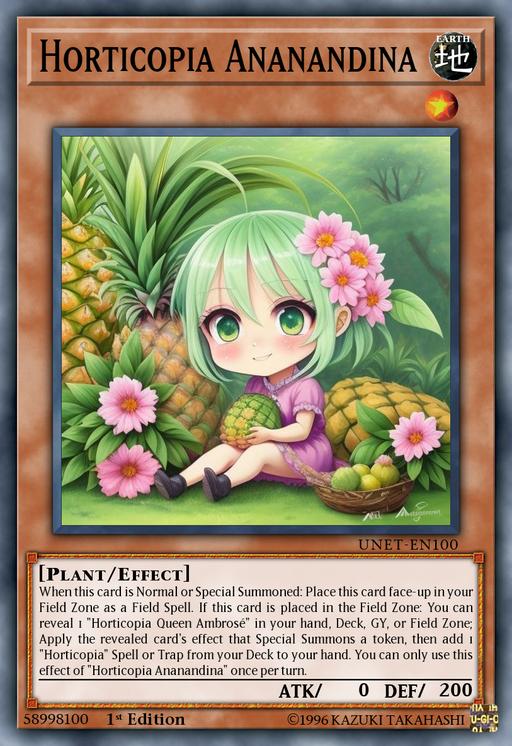 HORTICOPIA ANANANDINA
EARTH
地
UNET-EN100
[PLANT/EFFECT]
When this card is Normal or Special Summoned: Place this card face-up in your
Field Zone as a Field Spell. If this card is placed in the Field Zone: You can
reveal 1 "Horticopia Queen Ambrosé" in your hand, Deck, GY, or Field Zone;
Apply the revealed card's effect that Special Summons a token, then add 1
"Horticopia" Spell or Trap from your Deck to your hand. You can only use this
effect of "Horticopia Ananandina" once per turn.
ATK/ 0 DEF/ 200
58998100 1st Edition ©1996 KAZUKI TAKAHASHI